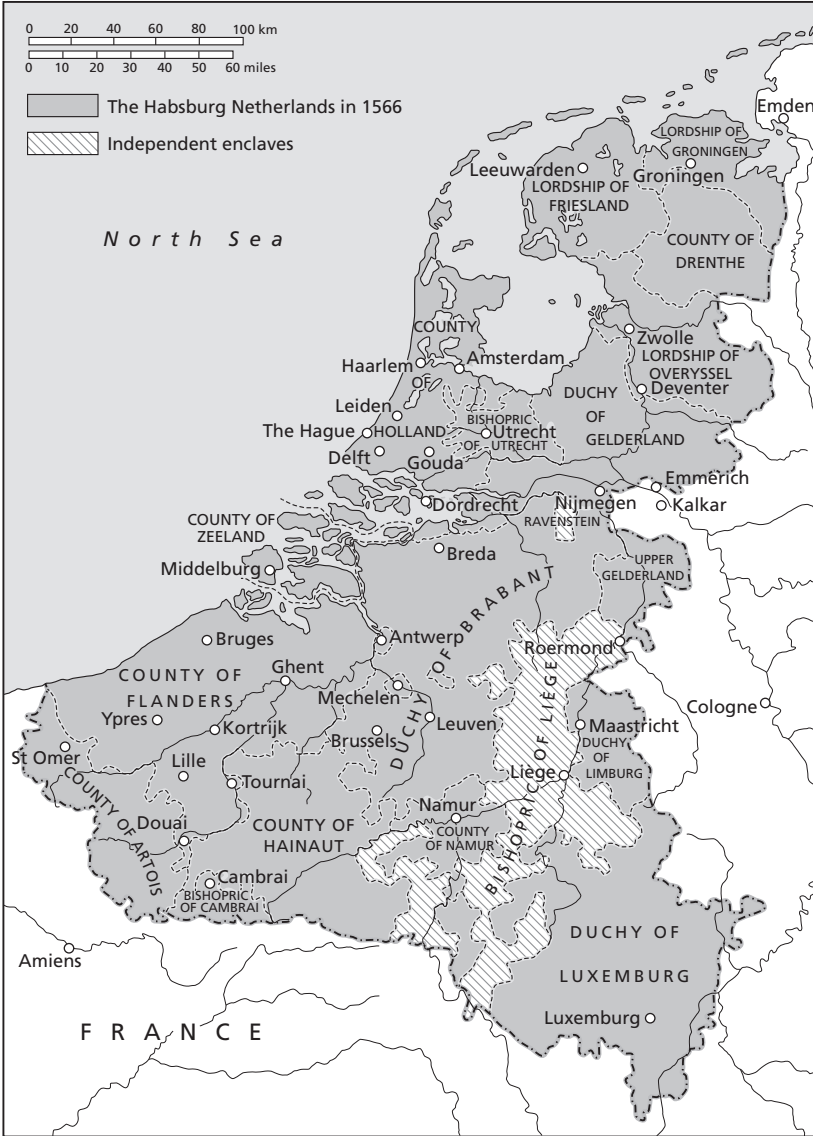 0 20 40 60 80 100 km
0 10 20 30 40 50 60 miles
The Habsburg Netherlands in 1566
Independent enclaves
Emden
LORDSHIP OF
GRONINGEN
Groningen
Leeuwarden
LORDSHIP OF
FRIESLAND
North Sea
COUNTY OF
DRENTHE
COUNTY
OF
HOLLAND
Zwolle
LORDSHIP OF
OVERYSSEL
Deventer
Haarlem
Amsterdam
DUCHY
OF
GELDERLAND
Leiden
BISHOPRIC
OF UTRECHT
Utrecht
The Hague
Delft
Gouda
Emmerich
Dordrecht
Nijmegen
Kalkar
RAVENSTEIN
COUNTY OF
ZEELAND
Breda
UPPER
GELDERLAND
Middelburg
DUCHY OF BRABANT
Bruges
Antwerp
Roermond
COUNTY OF
FLANDERS
Ghent
Mechelen
Cologne
Ypres
Kortrijk
Brussels
Leuven
Maastricht
DUCHY
OF
LIMBURG
St Omer
Lille
BISHOPRIC OF LIÈGE
Liège
COUNTY OF ARTOIS
Tournai
Namur
COUNTY
OF NAMUR
Douai
COUNTY OF
HAINAUT
Cambrai
BISHOPRIC
OF CAMBRAI
DUCHY OF
LUXEMBURG
Amiens
Luxemburg
FRANCE